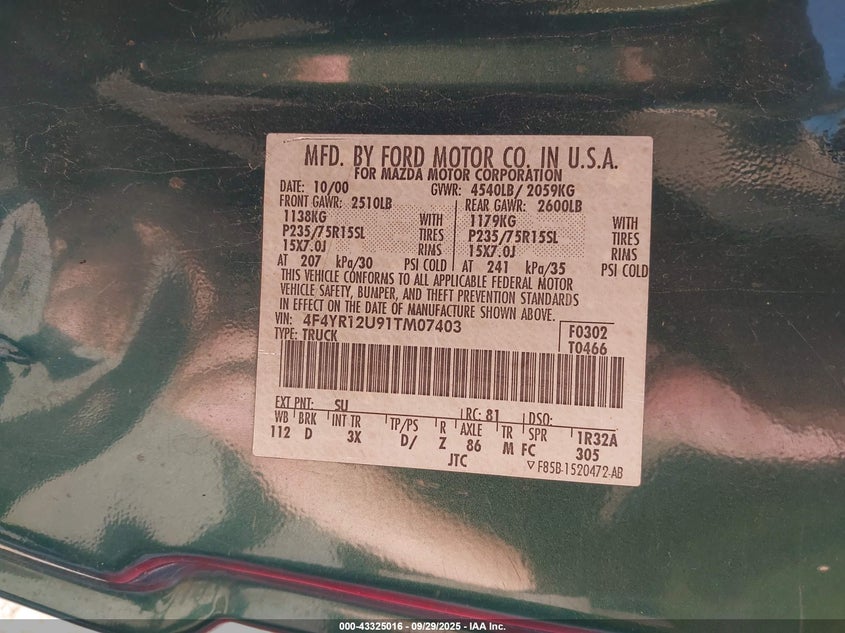 MFD. BY FORD MOTOR CO. IN U.S.A.
FOR MAZDA MOTOR CORPORATION
DATE: 10/00 GVWR: 4540LB/ 2059KG
FRONT GAWR: 2510LB REAR GAWR: 2600LB
1138KG WITH 1179KG WITH
P235/75R15SL TIRES P235/75R15SL TIRES
15X7.0J RIMS 15X7.0J RIMS
AT 207 kPa/30 PSI COLD AT 241 kPa/35 PSI COLD
THIS VEHICLE CONFORMS TO ALL APPLICABLE FEDERAL MOTOR
VEHICLE SAFETY, BUMPER, AND THEFT PREVENTION STANDARDS
IN EFFECT ON THE DATE OF MANUFACTURE SHOWN ABOVE.
VIN: 4F4YR12U91TM07403 F0302
TYPE: TRUCK T0466
EXT PNT: SU RC: 81 DSO:
WB BRK INT TR TP/PS R AXLE TR SPR 1R32A
112 D 3X D/ Z 86 M FC 305
JTC ▽ F85B-1520472-AB
000-43325016 - 09/29/2025 - IAA Inc.